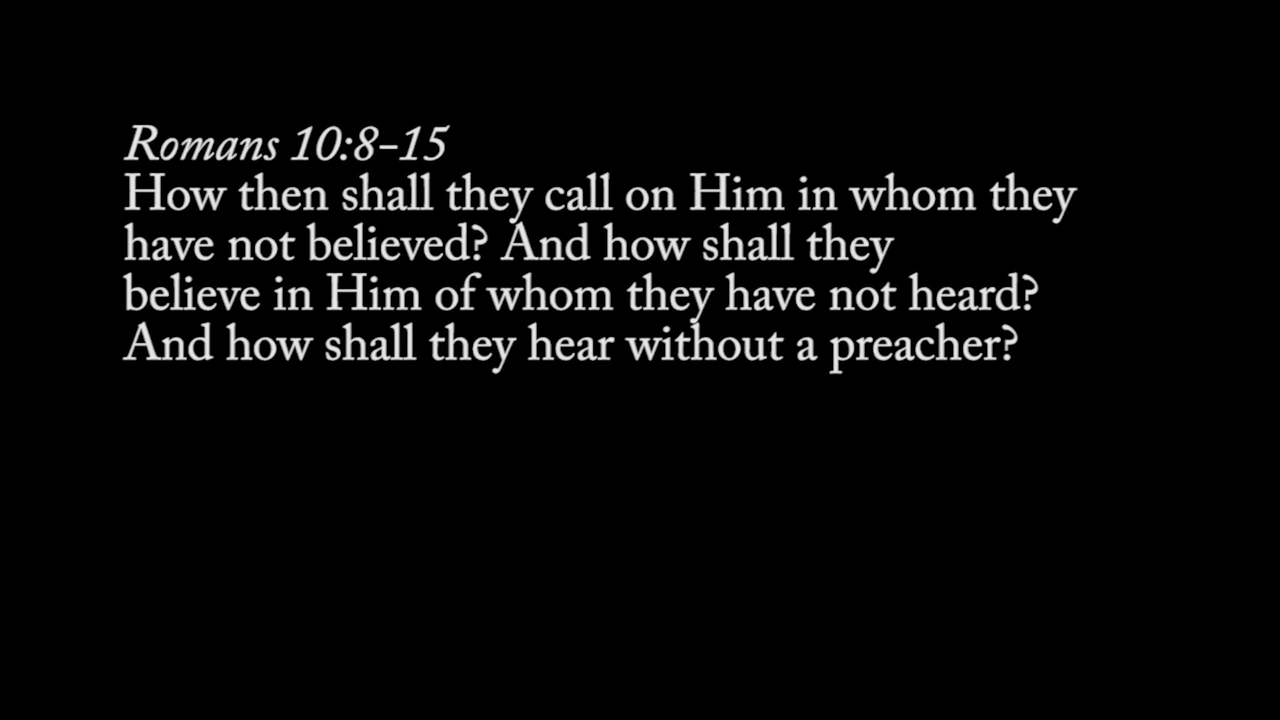 Romans 10:8–15
How then shall they call on Him in whom they
have not believed? And how shall they
believe in Him of whom they have not heard?
And how shall they hear without a preacher?